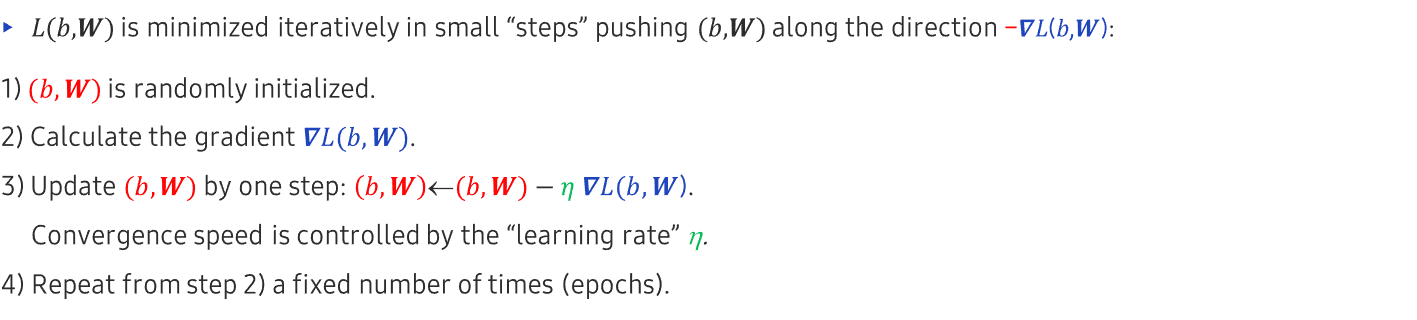 ▸ L(b,W) is minimized iteratively in small “steps” pushing (b,W) along the direction −∇L(b,W):
1) (b, W) is randomly initialized.
2) Calculate the gradient ∇L(b, W).
3) Update (b, W) by one step: (b, W)←(b, W) − η ∇L(b, W).
Convergence speed is controlled by the “learning rate” η.
4) Repeat from step 2) a fixed number of times (epochs).